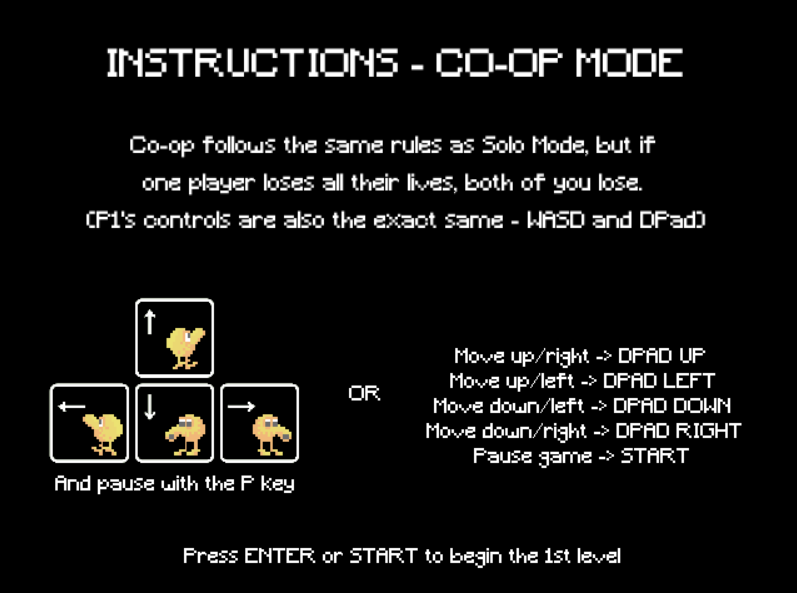 INSTRUCTIONS - CO-OP MODE
Co-op follows the same rules as Solo Mode, but if
one player loses all their lives, both of you lose.
(P1's controls are also the exact same - WASD and DPad)
↑
← ↓ →
And pause with the P key
OR
Move up/right -> DPAD UP
Move up/left -> DPAD LEFT
Move down/left -> DPAD DOWN
Move down/right -> DPAD RIGHT
Pause game -> START
Press ENTER or START to begin the 1st level